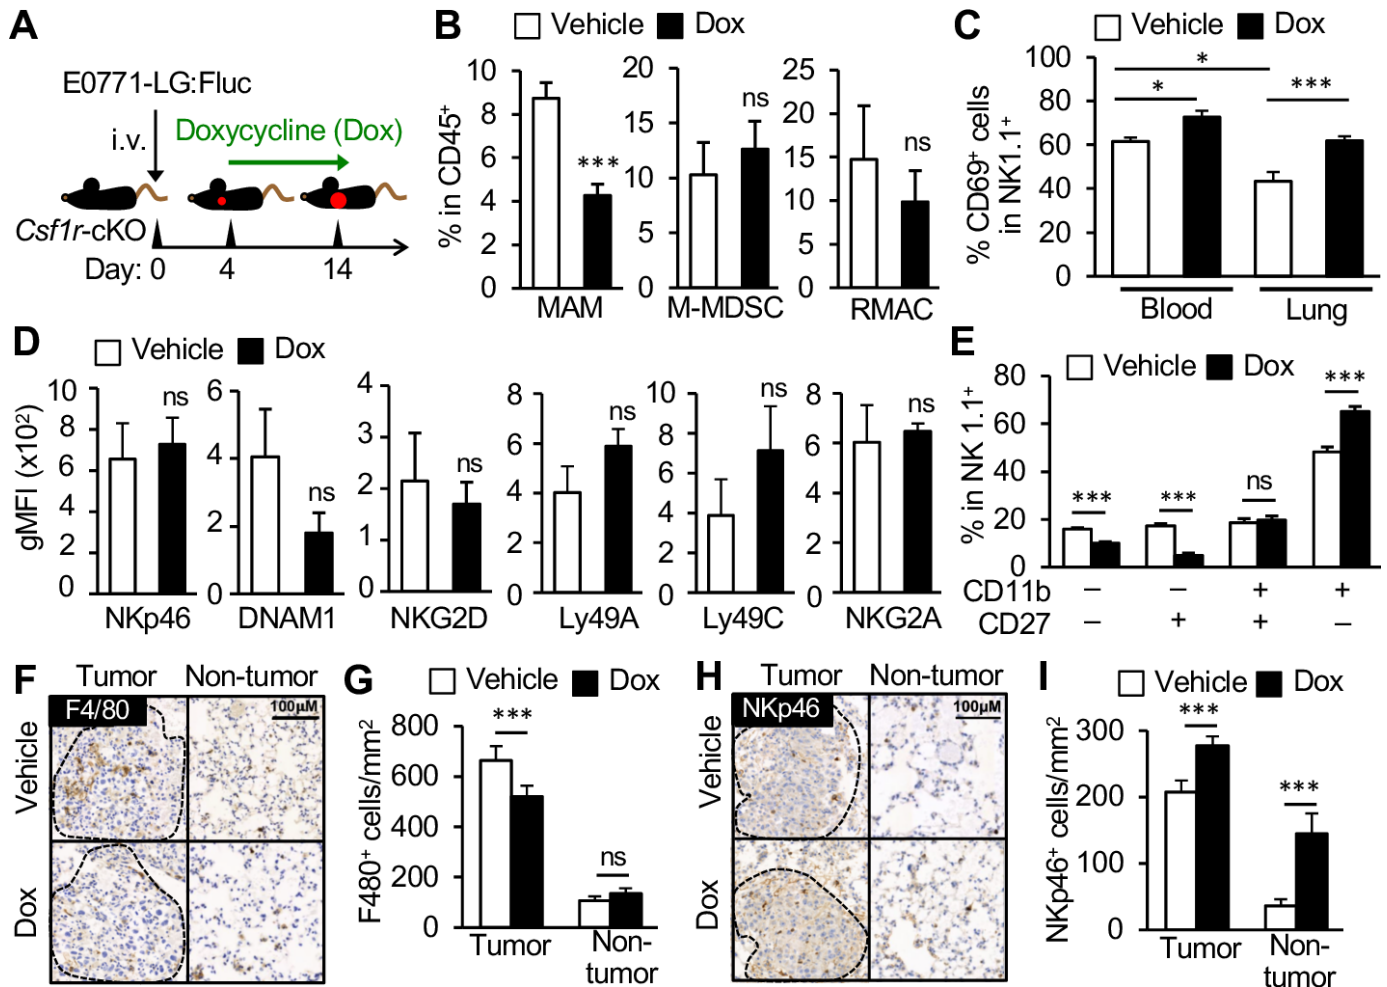 A
E0771-LG:Fluc
i.v.
Doxycycline (Dox)
Csf1r-cKO
Day: 0 4 14
B
Vehicle Dox
% in CD45⁺
10
8
6
4
2
0
***
MAM
20
15
10
5
0
ns
M-MDSC
25
20
15
10
5
0
ns
RMAC
C
Vehicle Dox
% CD69⁺ cells
in NK1.1⁺
100
80
60
40
20
0
*
*
***
Blood Lung
D
Vehicle Dox
gMFI (x10²)
10
8
6
4
2
0
ns
NKp46
6
4
2
0
ns
DNAM1
4
3
2
1
0
ns
NKG2D
8
6
4
2
0
ns
Ly49A
10
8
6
4
2
0
ns
Ly49C
8
6
4
2
0
ns
NKG2A
E
Vehicle Dox
% in NK 1.1⁺
80
60
40
20
0
*** *** ns ***
CD11b − − + +
CD27 − + + −
F
Tumor Non-tumor
F4/80
100μM
Vehicle
Dox
G
Vehicle Dox
F480⁺ cells/mm²
800
600
400
200
0
***
ns
Tumor Non-
tumor
H
Tumor Non-tumor
NKp46
100μM
Vehicle
Dox
I
Vehicle Dox
NKp46⁺ cells/mm²
300
200
100
0
***
***
Tumor Non-
tumor